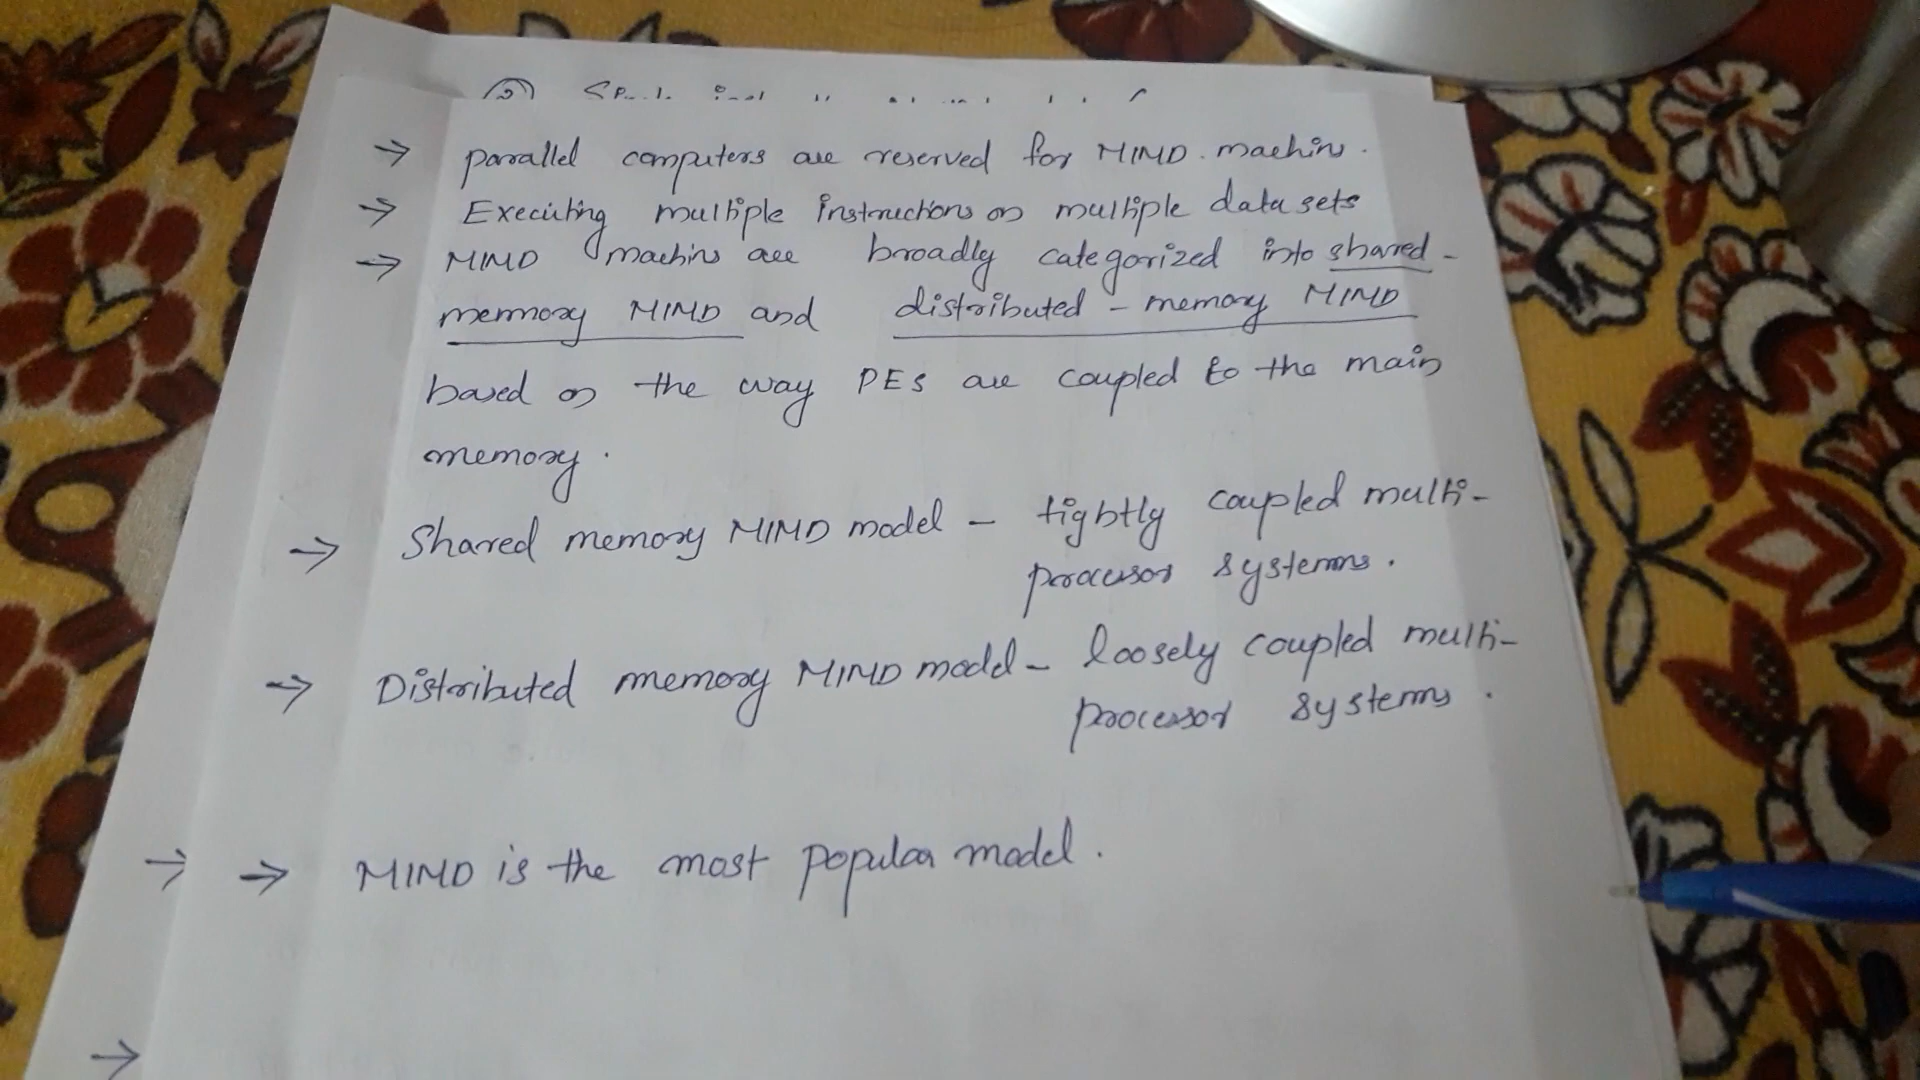 → parallel computers are reserved for MIMD machins.
→ Executing multiple instructions on multiple data sets
→ MIMD machins are broadly categorized into shared-
memory MIMD and distributed - memory MIMD
based on the way PEs are coupled to the main
memory.
→ Shared memory MIMD model - tightly coupled multi-
processor systems.
→ Distributed memory MIMD model - loosely coupled multi-
processor systems.
→ → MIMD is the most popular model.
→